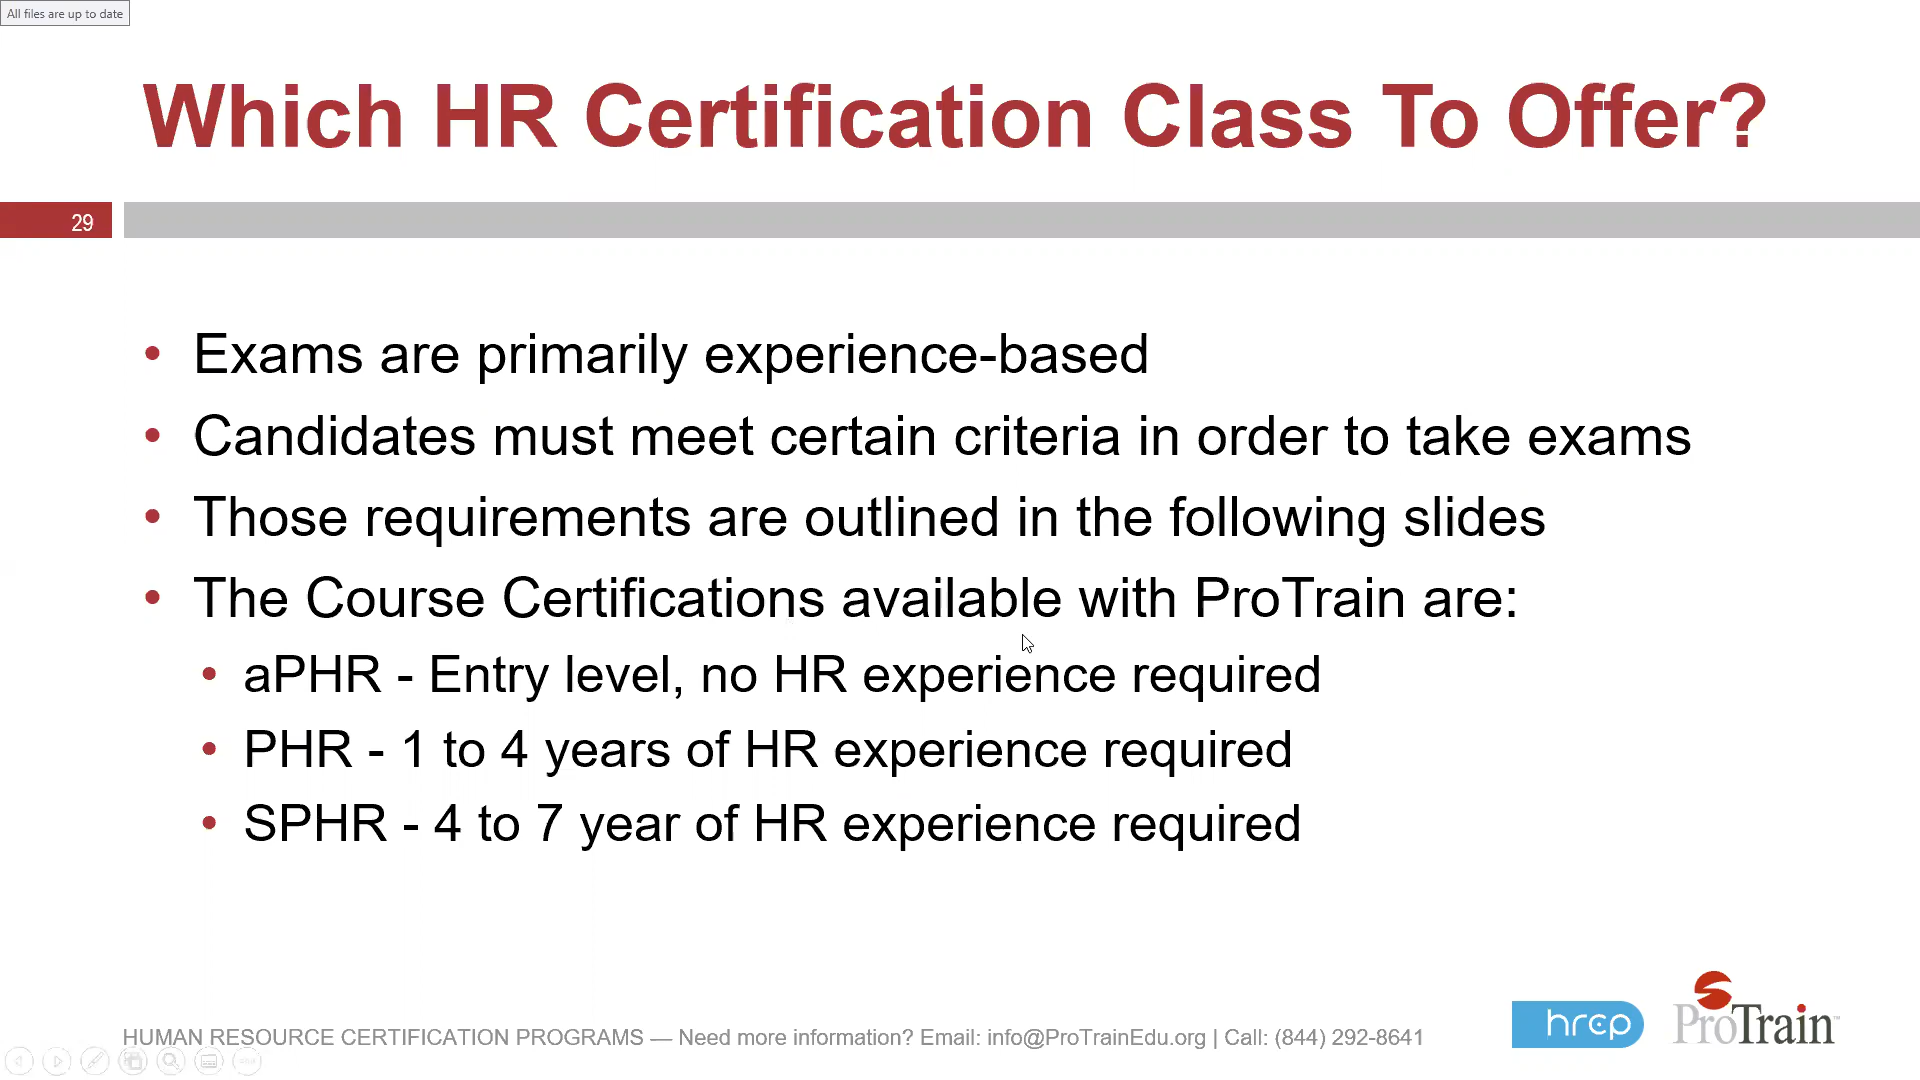 All files are up to date
Which HR Certification Class To Offer?
29
• Exams are primarily experience-based
• Candidates must meet certain criteria in order to take exams
• Those requirements are outlined in the following slides
• The Course Certifications available with ProTrain are:
• aPHR - Entry level, no HR experience required
• PHR - 1 to 4 years of HR experience required
• SPHR - 4 to 7 year of HR experience required
HUMAN RESOURCE CERTIFICATION PROGRAMS — Need more information? Email: info@ProTrainEdu.org | Call: (844) 292-8641
hrcp
ProTrain™